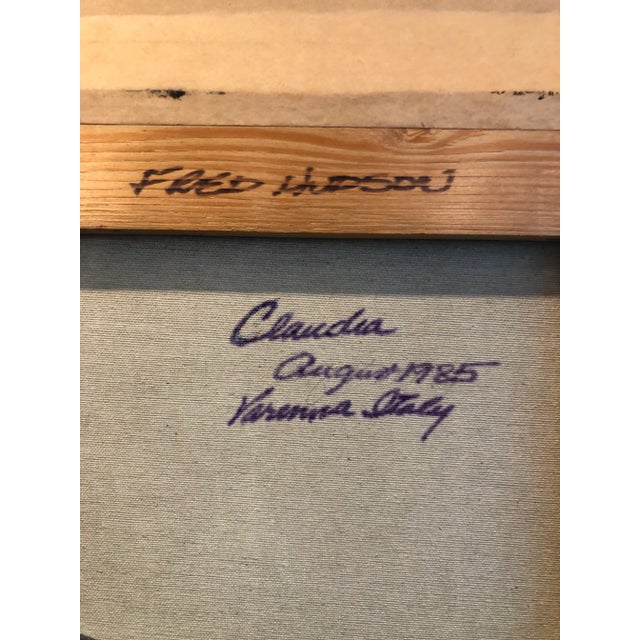 FRED HUDSON
Claudia
August 1985
Varenna Italy